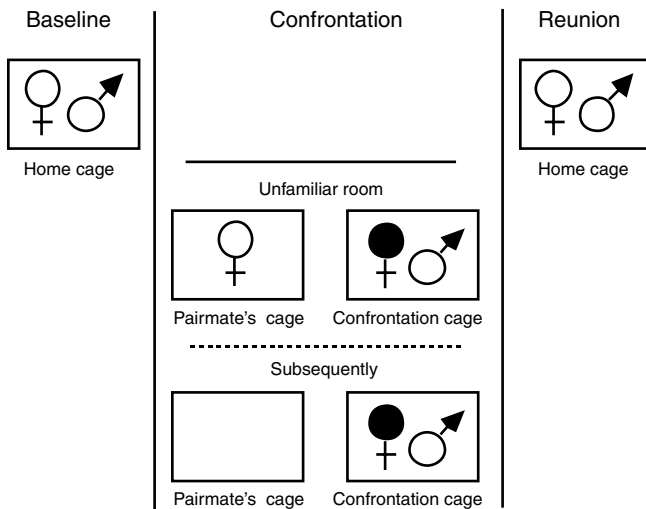 Baseline
Confrontation
Reunion
Home cage
Home cage
Unfamiliar room
Pairmate's cage
Confrontation cage
Subsequently
Pairmate's cage
Confrontation cage